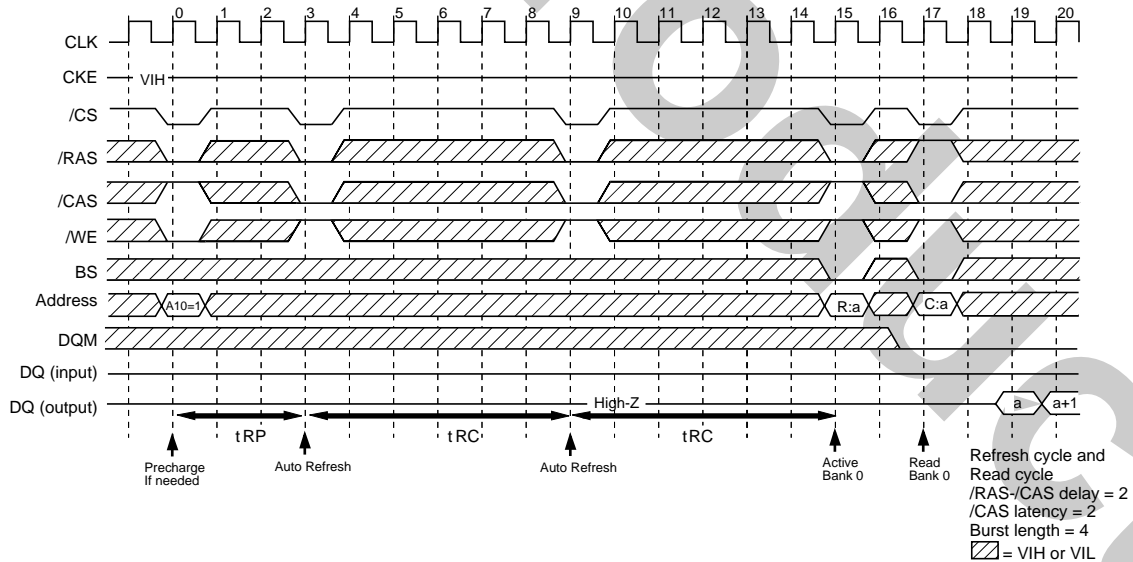 0 1 2 3 4 5 6 7 8 9 10 11 12 13 14 15 16 17 18 19 20
CLK
CKE VIH
/CS
/RAS
/CAS
/WE
BS
Address A10=1 R:a C:a
DQM
DQ (input)
DQ (output) High-Z a a+1
tRP tRC tRC
Precharge
If needed
Auto Refresh
Auto Refresh
Active
Bank 0
Read
Bank 0
Refresh cycle and
Read cycle
/RAS-/CAS delay = 2
/CAS latency = 2
Burst length = 4
= VIH or VIL